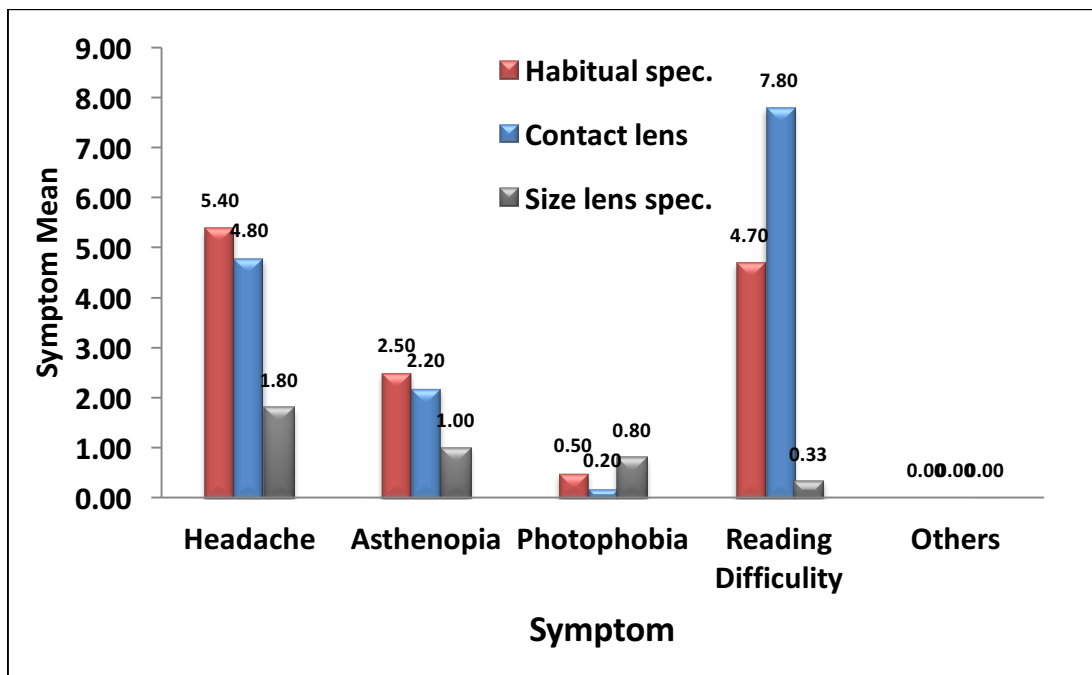 9.00
8.00
7.00
6.00
5.00
4.00
3.00
2.00
1.00
0.00
Symptom Mean
Habitual spec.
Contact lens
Size lens spec.
5.40
4.80
1.80
2.50
2.20
1.00
0.50
0.20
0.80
4.70
7.80
0.33
0.00
0.00
0.00
Headache
Asthenopia
Photophobia
Reading
Difficulity
Others
Symptom